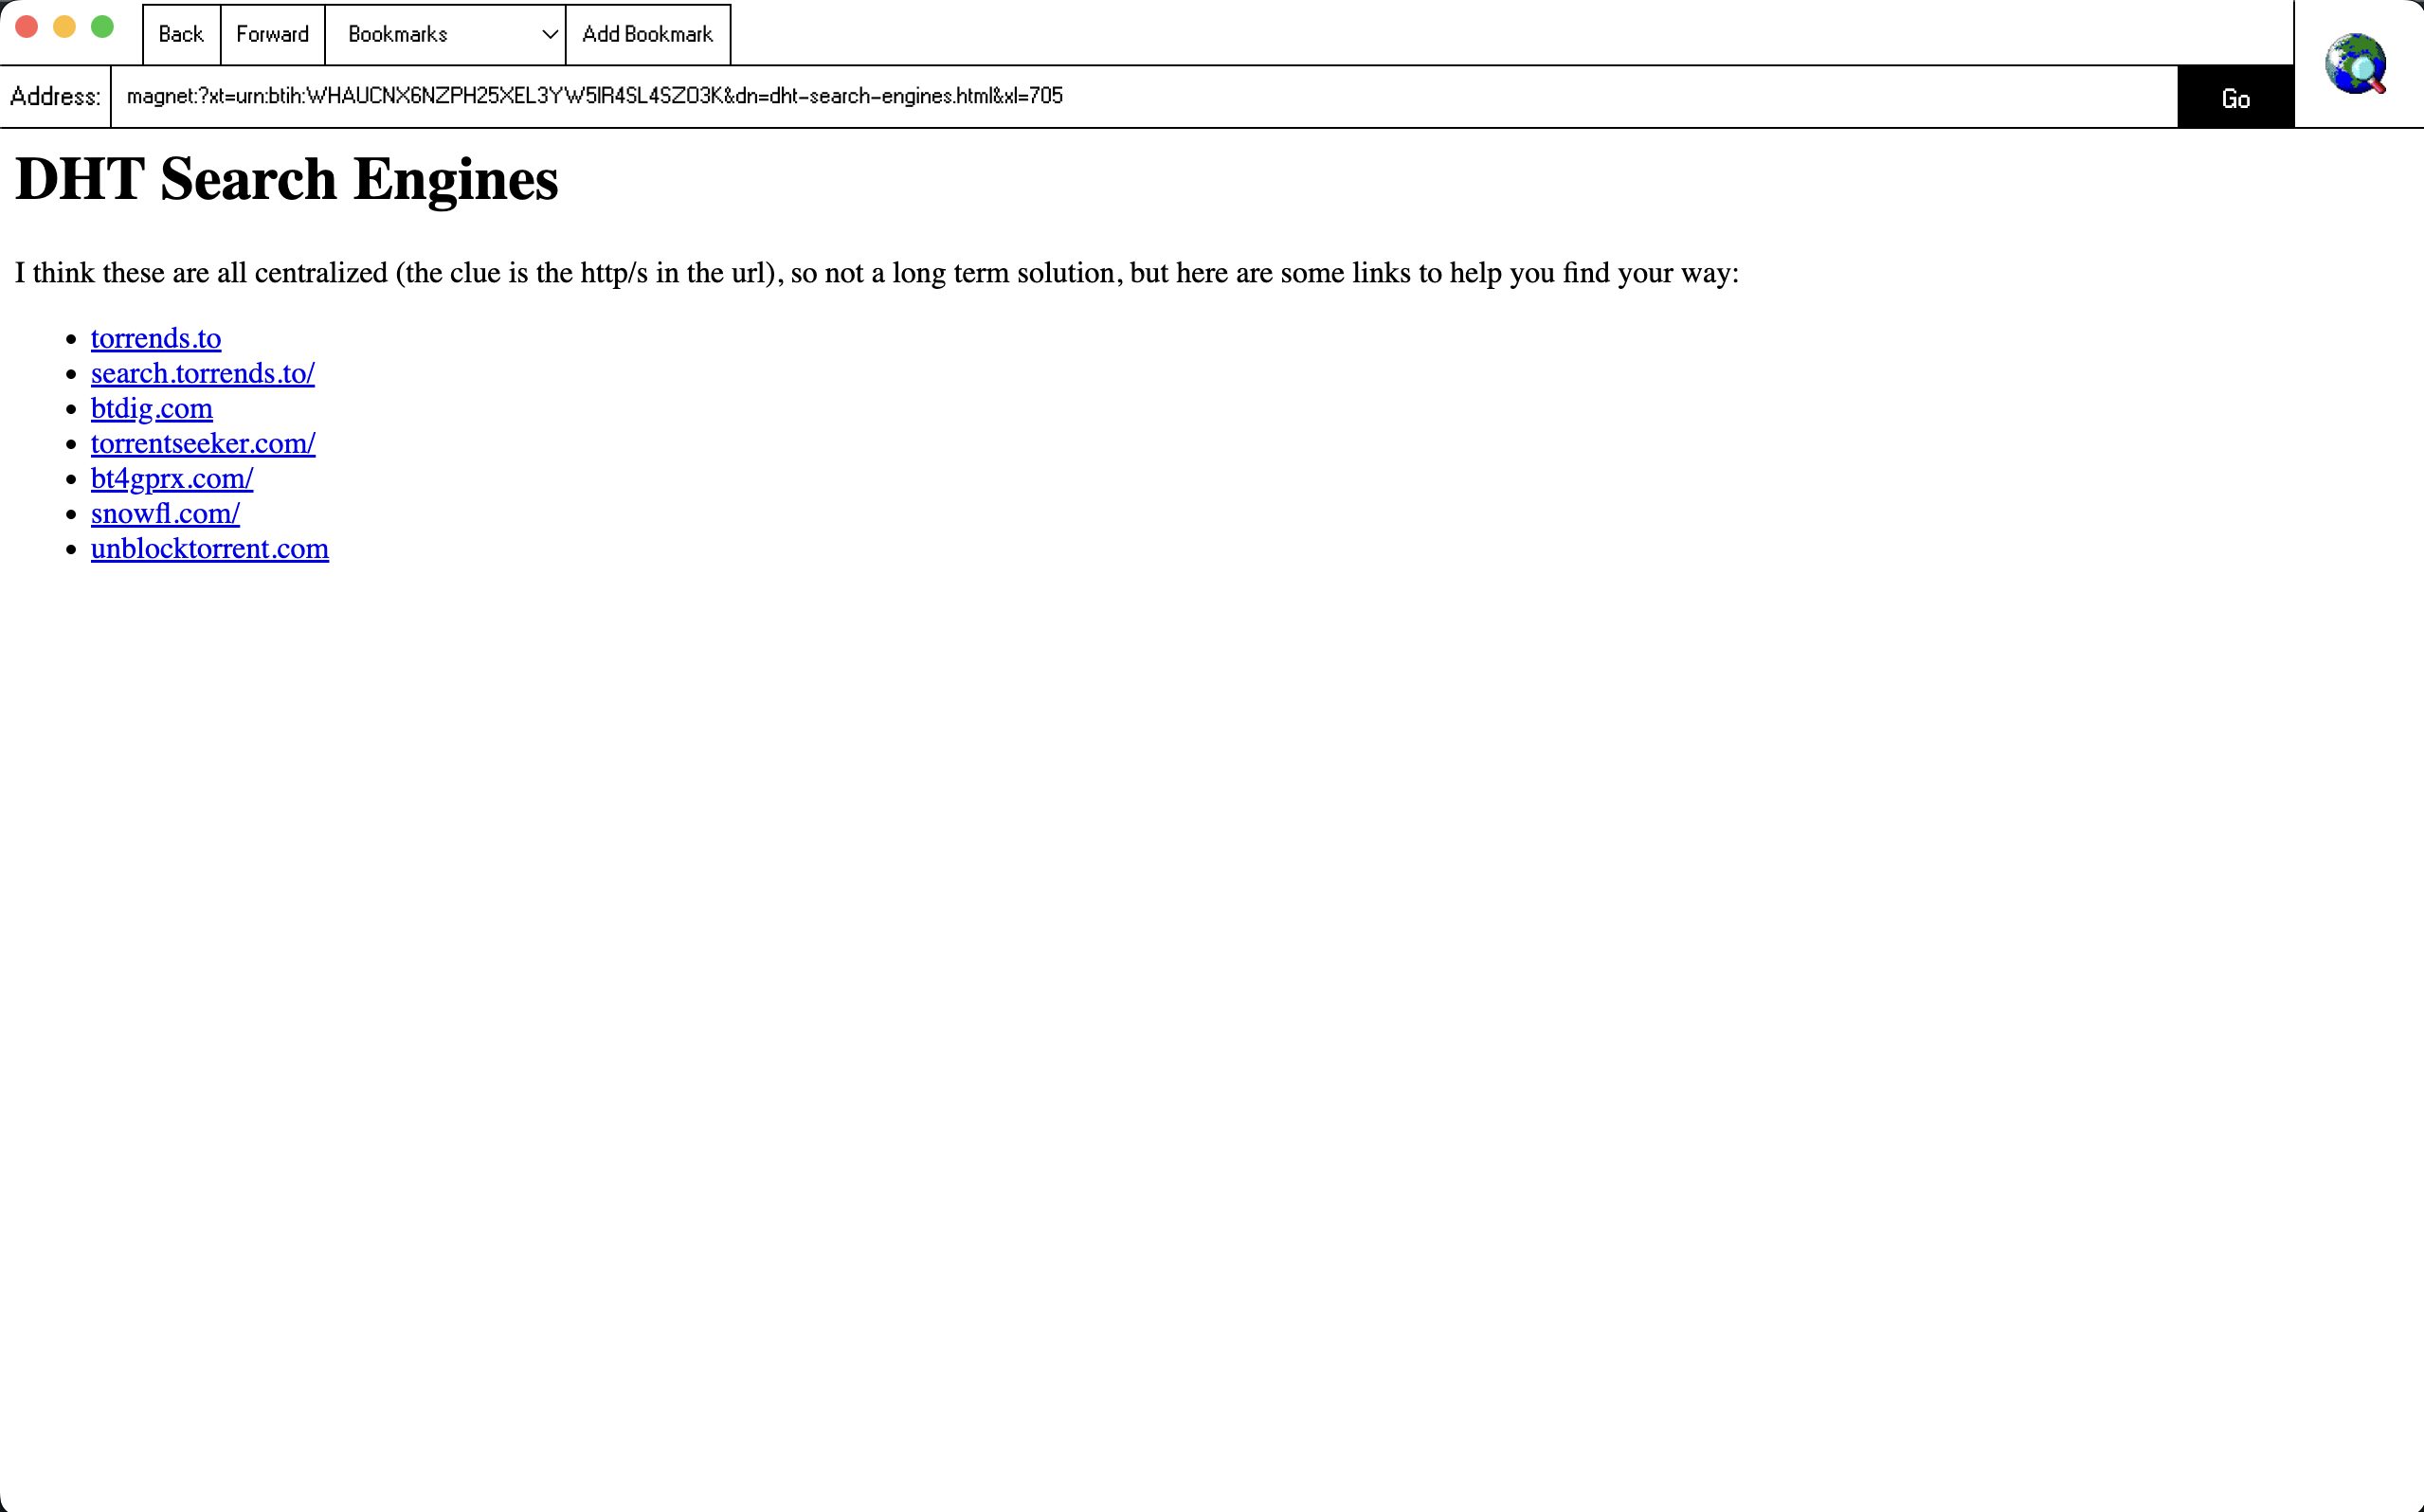 Back Forward Bookmarks Add Bookmark
Address: magnet:?xt=urn:btih:WHAUCNX6NZPH25XEL3YW5IR4SL4SZO3K&dn=dht-search-engines.html&xl=705 Go
DHT Search Engines
I think these are all centralized (the clue is the http/s in the url), so not a long term solution, but here are some links to help you find your way:
torrends.to
search.torrends.to/
btdig.com
torrentseeker.com/
bt4gprx.com/
snowfl.com/
unblocktorrent.com